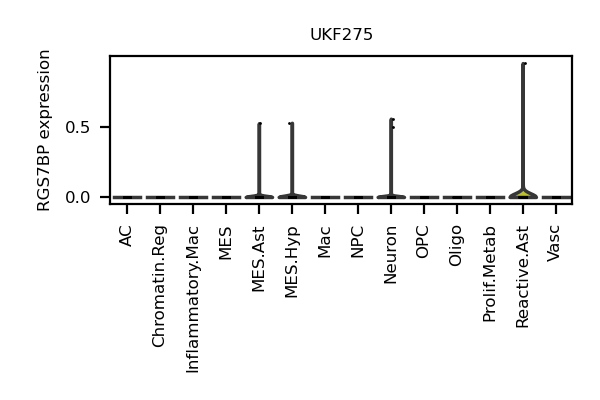 UKF275
RGS7BP expression
0.5
0.0
AC
Chromatin.Reg
Inflammatory.Mac
MES
MES.Ast
MES.Hyp
Mac
NPC
Neuron
OPC
Oligo
Prolif.Metab
Reactive.Ast
Vasc